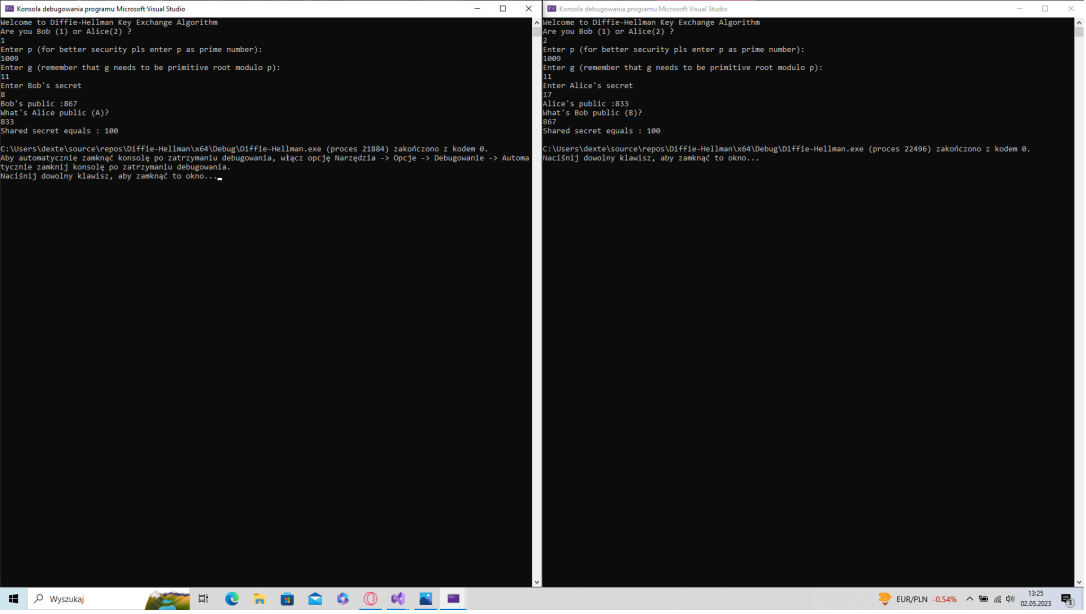 Konsola debugowania programu Microsoft Visual Studio
Welcome to Diffie-Hellman Key Exchange Algorithm
Are you Bob (1) or Alice(2) ?
1
Enter p (for better security pls enter p as prime number):
1009
Enter g (remember that g needs to be primitive root modulo p):
11
Enter Bob's secret
8
Bob's public :867
What's Alice public (A)?
833
Shared secret equals : 100
C:\Users\dexte\source\repos\Diffie-Hellman\x64\Debug\Diffie-Hellman.exe (proces 21884) zakończono z kodem 0.
Aby automatycznie zamknąć konsolę po zatrzymaniu debugowania, włącz opcję Narzędzia -> Opcje -> Debugowanie -> Automa
tycznie zamknij konsolę po zatrzymaniu debugowania.
Naciśnij dowolny klawisz, aby zamknąć to okno...
Konsola debugowania programu Microsoft Visual Studio
Welcome to Diffie-Hellman Key Exchange Algorithm
Are you Bob (1) or Alice(2) ?
2
Enter p (for better security pls enter p as prime number):
1009
Enter g (remember that g needs to be primitive root modulo p):
11
Enter Alice's secret
17
Alice's public :833
What's Bob public (B)?
867
Shared secret equals : 100
C:\Users\dexte\source\repos\Diffie-Hellman\x64\Debug\Diffie-Hellman.exe (proces 22496) zakończono z kodem 0.
Naciśnij dowolny klawisz, aby zamknąć to okno...
Wyszukaj
EUR/PLN -0,54%
13:25
02.05.2023
3